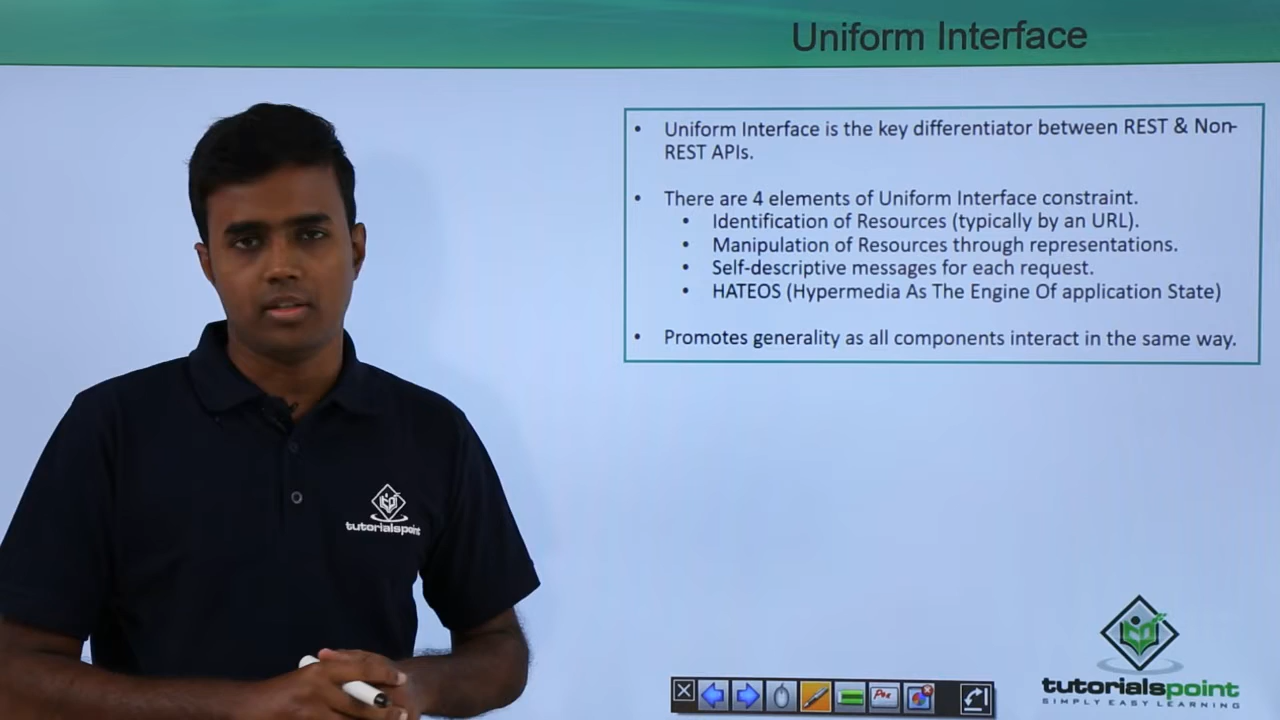 Uniform Interface
• Uniform Interface is the key differentiator between REST & Non-
REST APIs.
• There are 4 elements of Uniform Interface constraint.
• Identification of Resources (typically by an URL).
• Manipulation of Resources through representations.
• Self-descriptive messages for each request.
• HATEOS (Hypermedia As The Engine Of application State)
• Promotes generality as all components interact in the same way.
tutorialspoint
tutorialspoint
SIMPLY EASY LEARNING